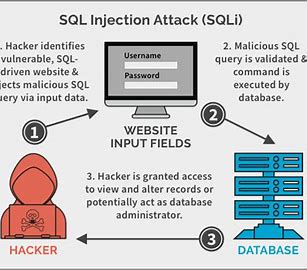 SQL Injection Attack (SQLi)
. Hacker identifies
vulnerable, SQL-
driven website &
jects malicious SQL
uery via input data.
Username
Password
2. Malicious SQL
query is validated &
command is
executed by
database.
1
2
WEBSITE
INPUT FIELDS
3. Hacker is granted access
to view and alter records or
potentially act as database
administrator.
HACKER
3
DATABASE